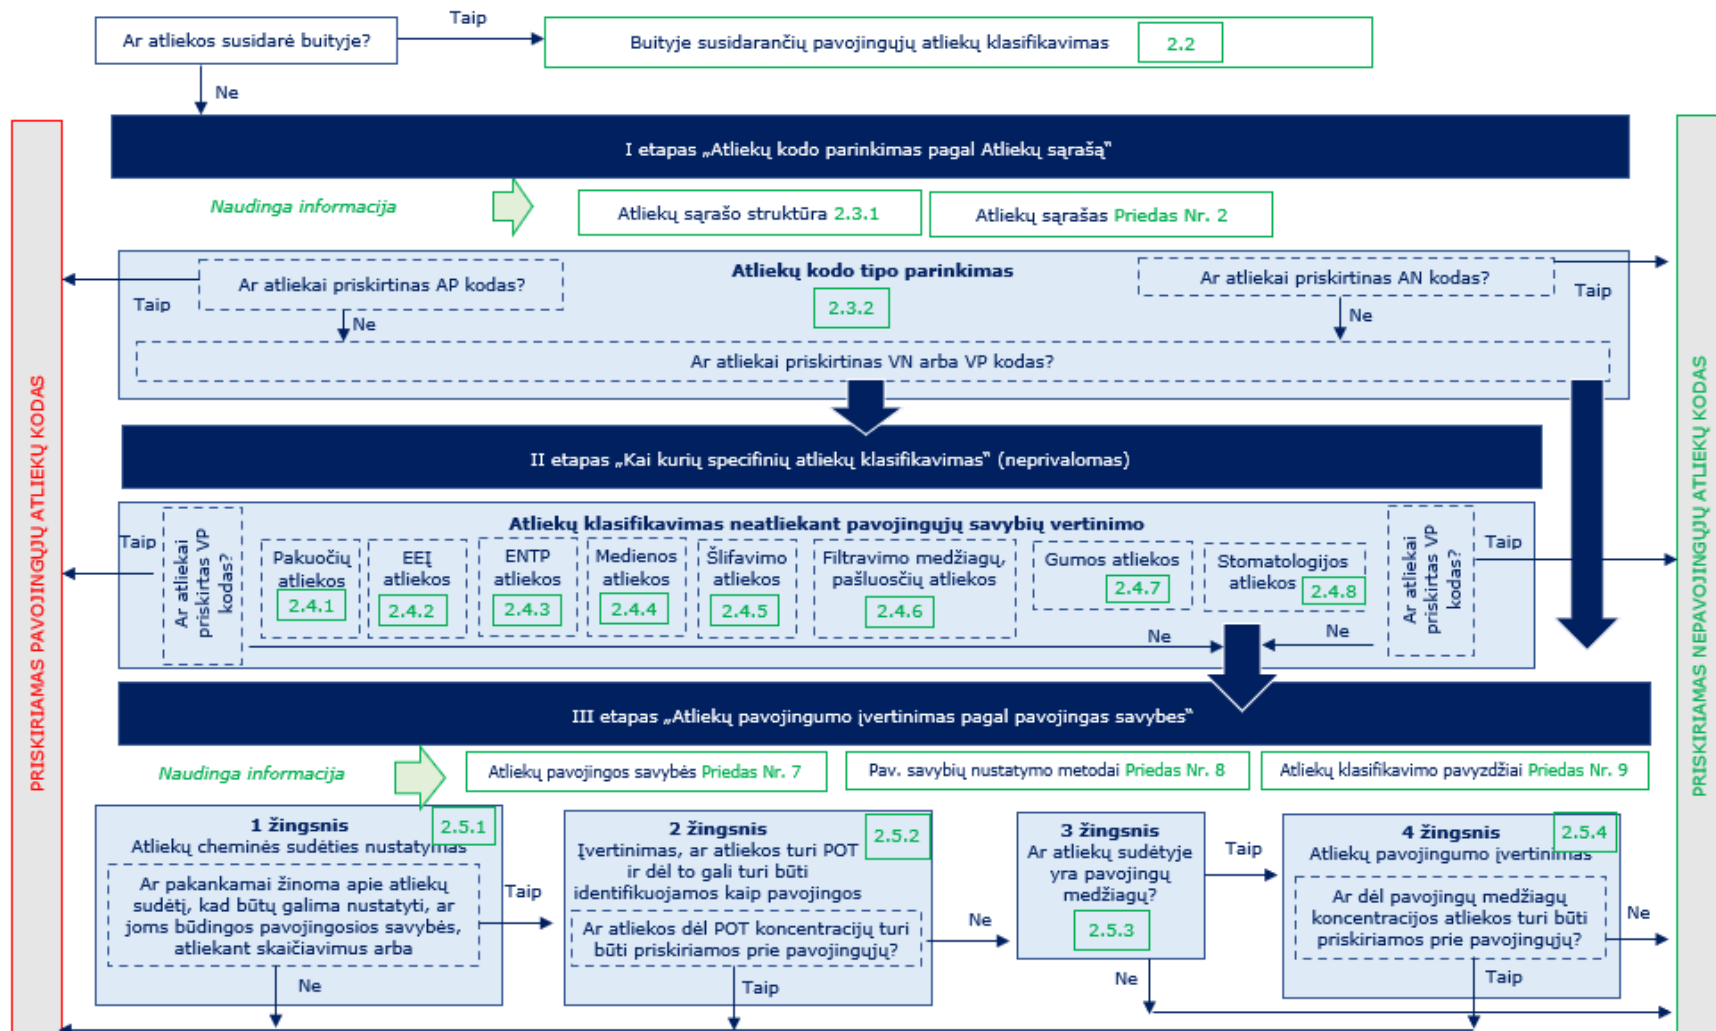 Ar atliekos susidarė buityje?
Taip
Buityje susidarančių pavojingųjų atliekų klasifikavimas 2.2
Ne
I etapas „Atliekų kodo parinkimas pagal Atliekų sąrašą“
Naudinga informacija
Atliekų sąrašo struktūra 2.3.1
Atliekų sąrašas Priedas Nr. 2
Atliekų kodo tipo parinkimas
2.3.2
Ar atliekai priskirtinas AP kodas?
Taip
Ne
Ar atliekai priskirtinas AN kodas?
Taip
Ne
Ar atliekai priskirtinas VN arba VP kodas?
PRISKIRIAMAS PAVOJINGŲJŲ ATLIEKŲ KODAS
PRISKIRIAMAS NEPAVOJINGŲJŲ ATLIEKŲ KODAS
II etapas „Kai kurių specifinių atliekų klasifikavimas“ (neprivalomas)
Atliekų klasifikavimas neatliekant pavojingųjų savybių vertinimo
Taip
Ar atliekai
priskirtas VP
kodas?
Pakuočių
atliekos
2.4.1
EEĮ
atliekos
2.4.2
ENTP
atliekos
2.4.3
Medienos
atliekos
2.4.4
Šlifavimo
atliekos
2.4.5
Filtravimo medžiagų,
pašluosčių atliekos
2.4.6
Gumos atliekos
2.4.7
Stomatologijos
atliekos
2.4.8
Ar atliekai
priskirtas VP
kodas?
Taip
Ne
Ne
III etapas „Atliekų pavojingumo įvertinimas pagal pavojingas savybes“
Naudinga informacija
Atliekų pavojingos savybės Priedas Nr. 7
Pav. savybių nustatymo metodai Priedas Nr. 8
Atliekų klasifikavimo pavyzdžiai Priedas Nr. 9
1 žingsnis
2.5.1
Atliekų cheminės sudėties nustatymas
Ar pakankamai žinoma apie atliekų
sudėtį, kad būtų galima nustatyti, ar
joms būdingos pavojingosios savybės,
atliekant skaičiavimus arba
Taip
Ne
2 žingsnis
2.5.2
Įvertinimas, ar atliekos turi POT
ir dėl to gali turi būti
identifikuojamos kaip pavojingos
Ar atliekos dėl POT koncentracijų turi
būti priskiriamos prie pavojingųjų?
Ne
Taip
3 žingsnis
Ar atliekų sudėtyje
yra pavojingų
medžiagų?
2.5.3
Taip
Ne
4 žingsnis
2.5.4
Atliekų pavojingumo įvertinimas
Ar dėl pavojingų medžiagų
koncentracijos atliekos turi būti
priskiriamos prie pavojingųjų?
Ne
Taip